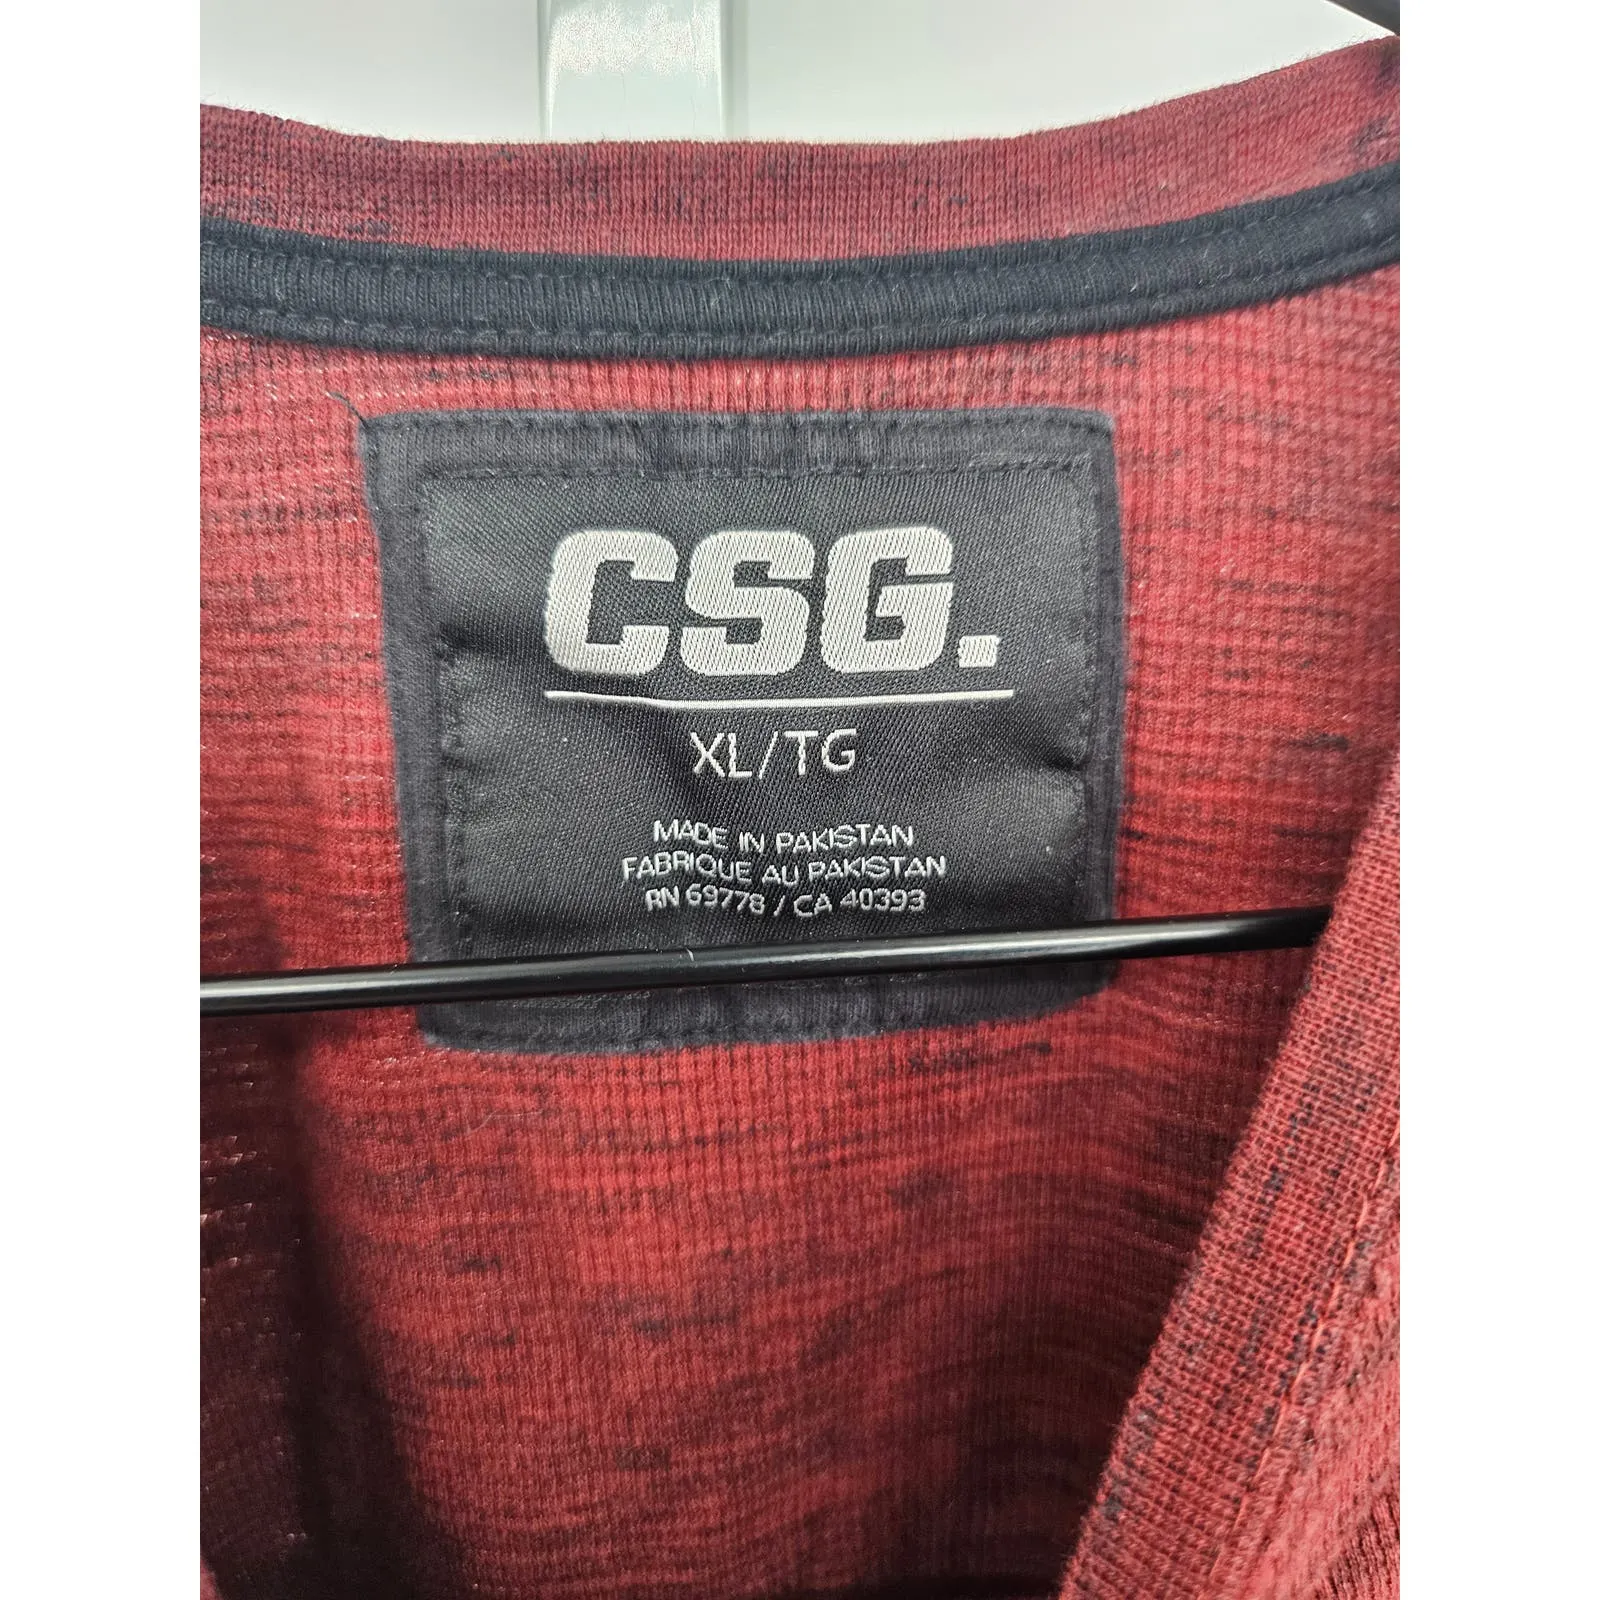 CSG.
XL/TG
MADE IN PAKISTAN
FABRIQUE AU PAKISTAN
RN 69778 / CA 40393